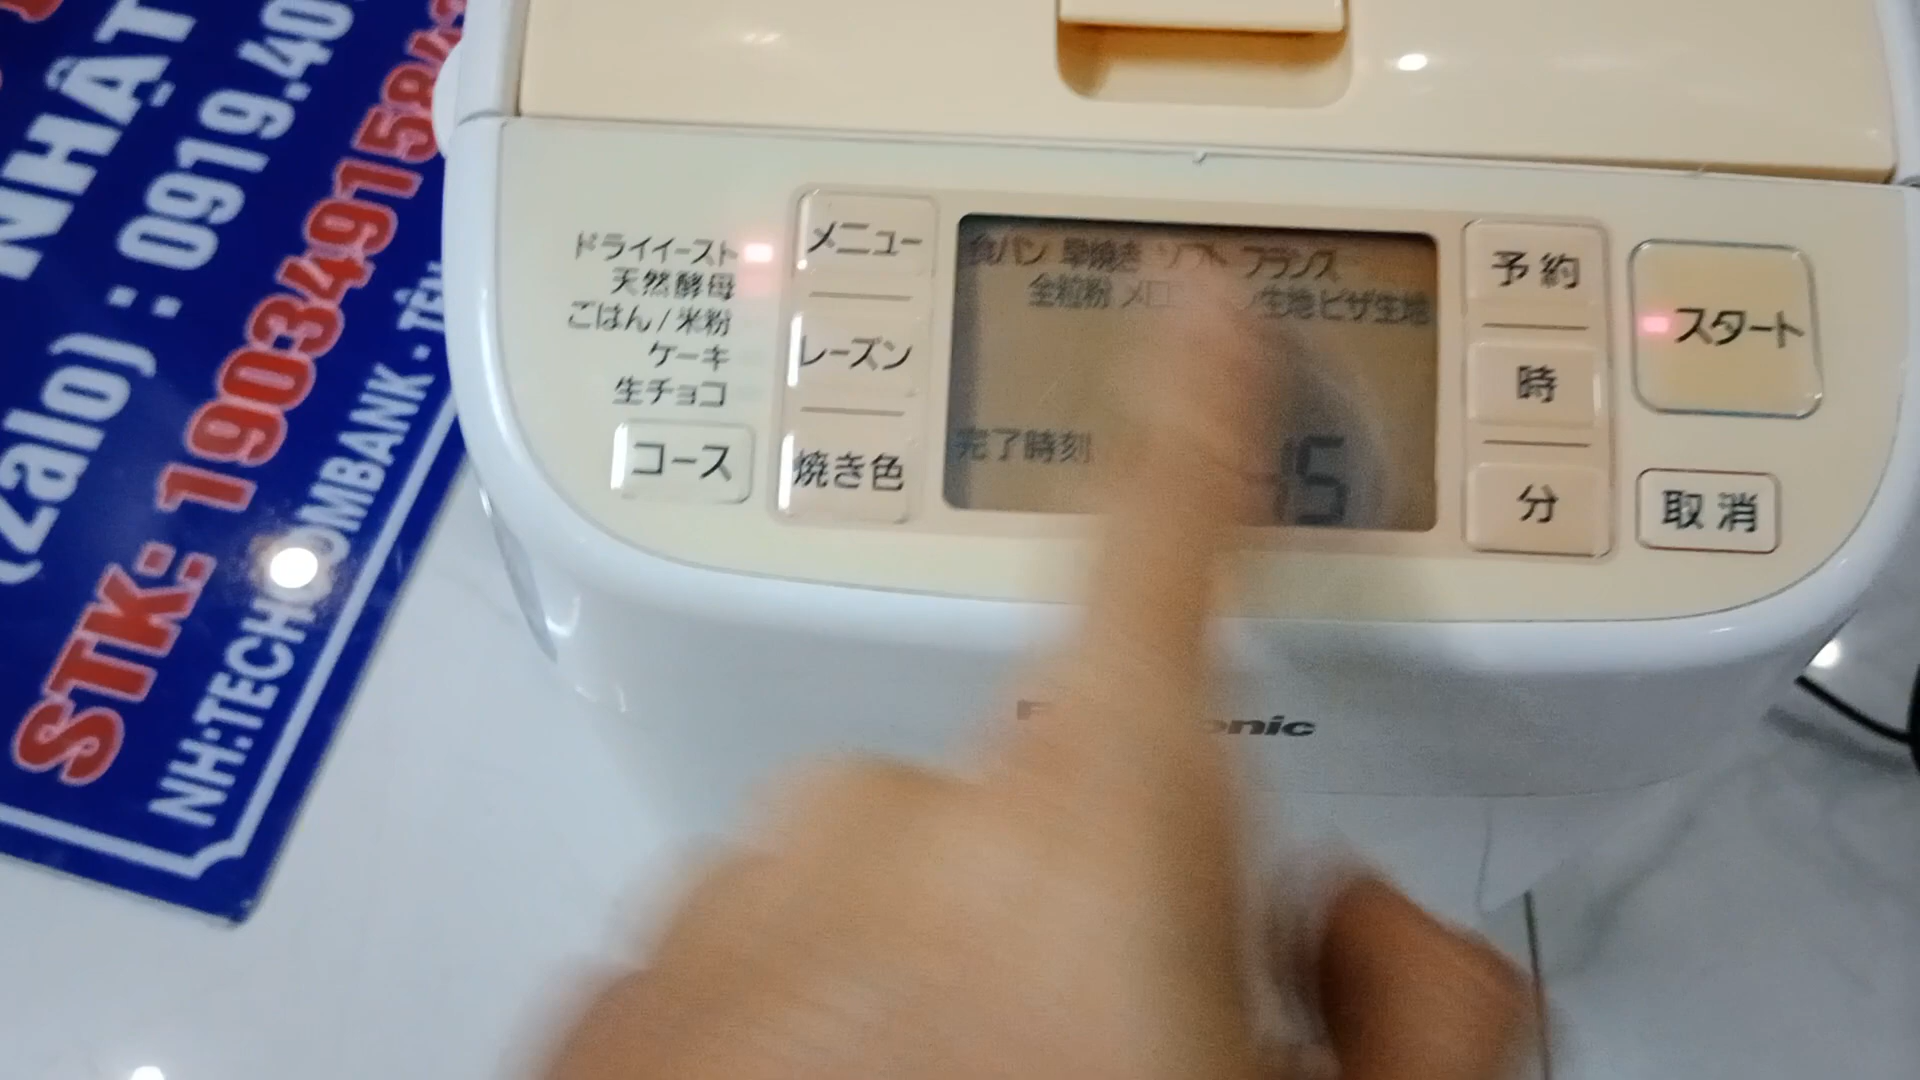 NHẬT
(Zalo) : 0919.40
STK: 190349158
NH:TECHCOMBANK - TÊN
ドライイースト
天然酵母
ごはん/米粉
ケーキ
生チョコ
コース
メニュー
レーズン
焼き色
食パン 早焼き ソフト フランス
全粒粉 メロ 生地 ピザ生地
完了時刻
15
予約
時
分
スタート
取消
Panasonic